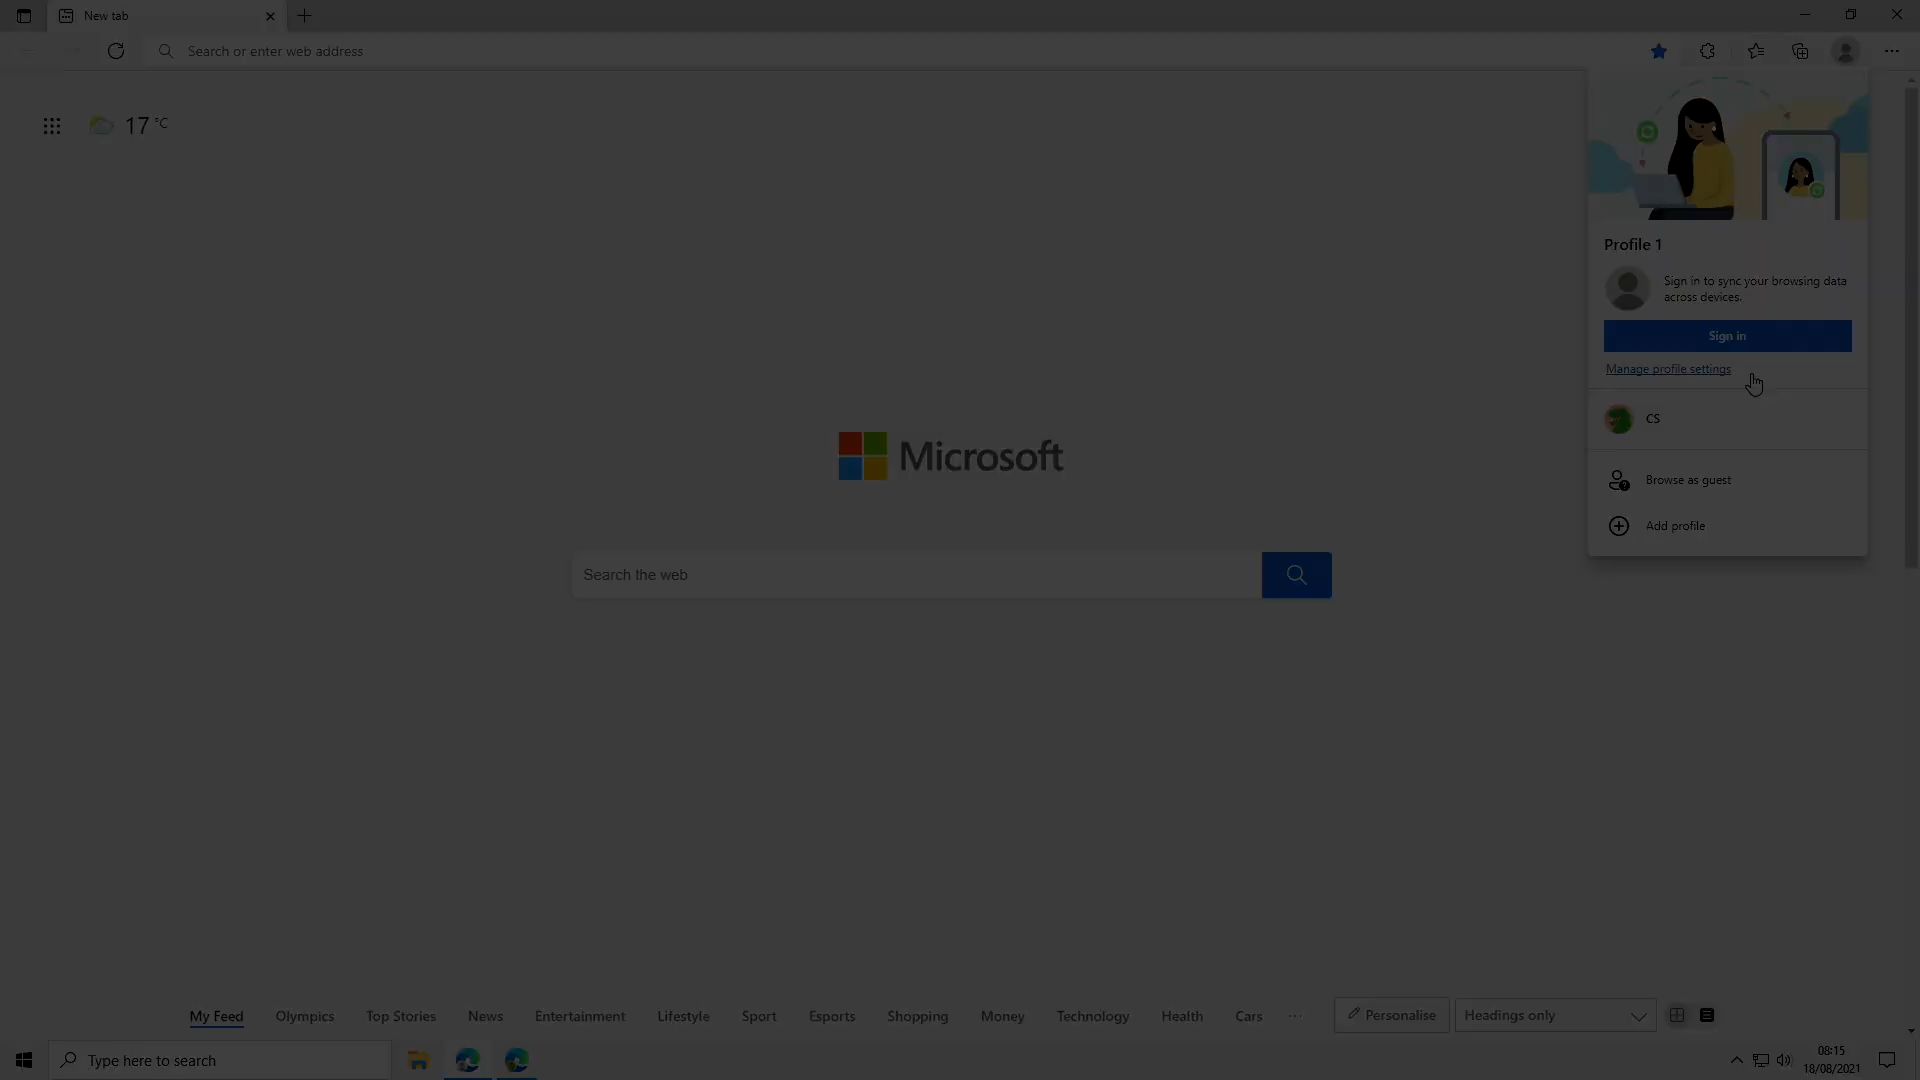 New tab
Search or enter web address
17 °C
Profile 1
Sign in to sync your browsing data
across devices.
Sign in
Manage profile settings
CS
Browse as guest
Add profile
Microsoft
Search the web
My Feed Olympics Top Stories News Entertainment Lifestyle Sport Esports Shopping Money Technology Health Cars ... Personalise Headings only
Type here to search
08:15
18/08/2021